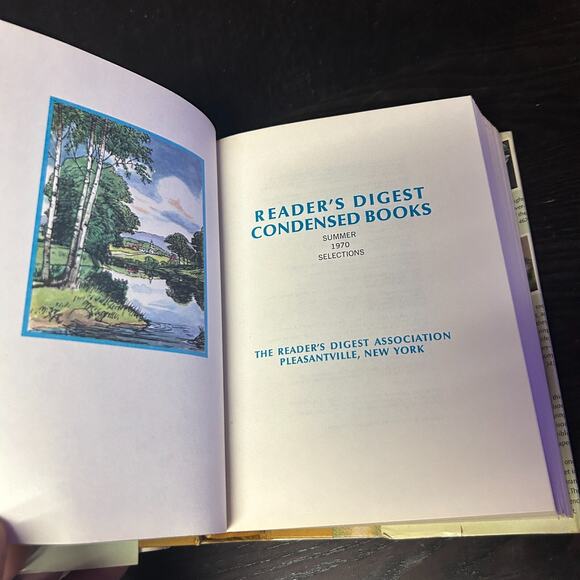 READER'S DIGEST
CONDENSED BOOKS
SUMMER
1970
SELECTIONS
THE READER'S DIGEST ASSOCIATION
PLEASANTVILLE, NEW YORK